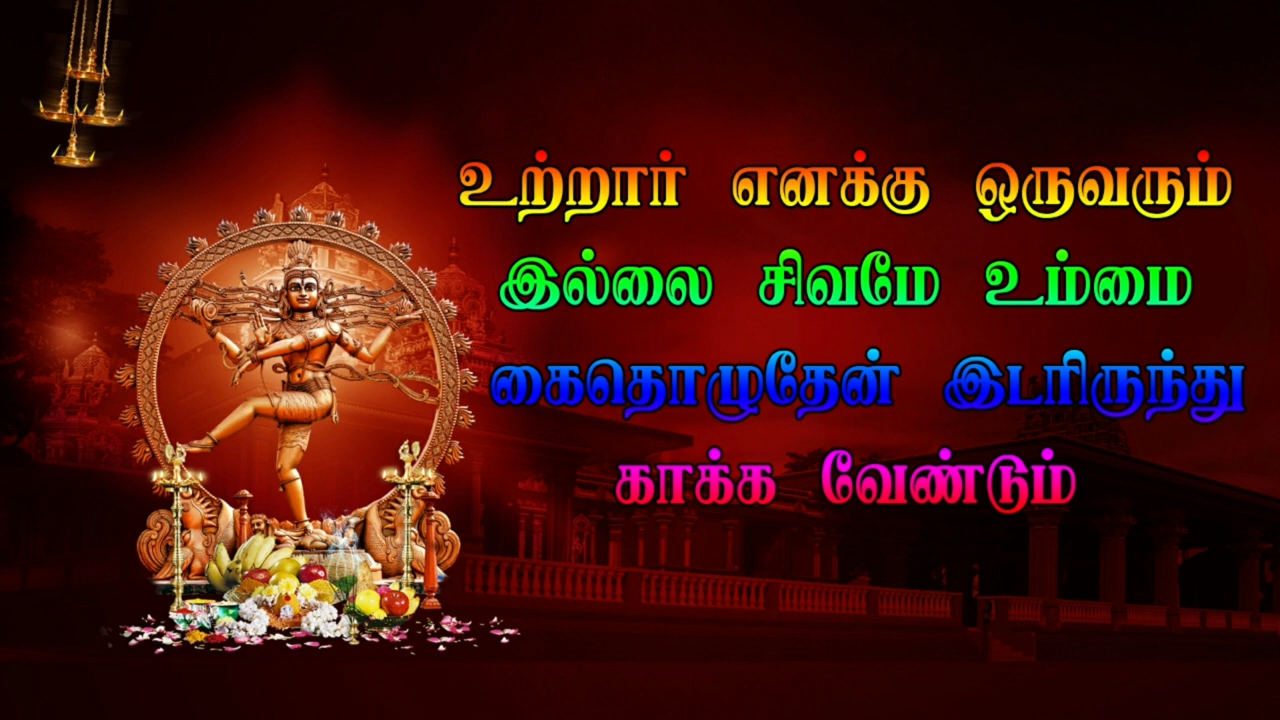 உற்றார் எனக்கு ஒருவரும்
இல்லை சிவமே உம்மை
கைதொழுதேன் இடரிருந்து
காக்க வேண்டும்